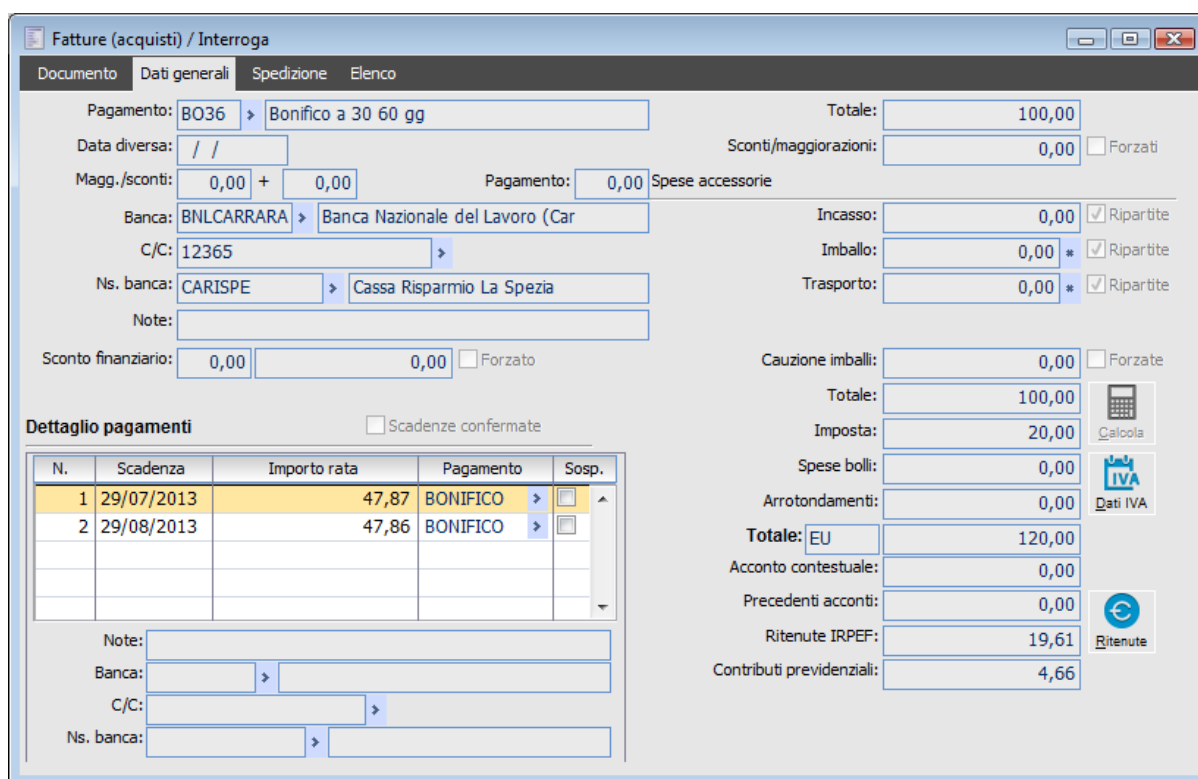 Fatture (acquisti) / Interroga
Documento Dati generali Spedizione Elenco
Pagamento: BO36 Bonifico a 30 60 gg
Totale: 100,00
Data diversa: / /
Sconti/maggiorazioni: 0,00 Forzati
Magg./sconti: 0,00 + 0,00 Pagamento: 0,00 Spese accessorie
Banca: BNLCARRARA Banca Nazionale del Lavoro (Car
Incasso: 0,00 Ripartite
C/C: 12365
Imballo: 0,00 * Ripartite
Ns. banca: CARISPE Cassa Risparmio La Spezia
Trasporto: 0,00 * Ripartite
Note:
Sconto finanziario: 0,00 0,00 Forzato
Cauzione imballi: 0,00 Forzate
Totale: 100,00
Dettaglio pagamenti Scadenze confermate
Imposta: 20,00 Calcola
N. Scadenza Importo rata Pagamento Sosp.
1 29/07/2013 47,87 BONIFICO
2 29/08/2013 47,86 BONIFICO
Spese bolli: 0,00
IVA
Arrotondamenti: 0,00 Dati IVA
Totale: EU 120,00
Acconto contestuale: 0,00
Precedenti acconti: 0,00
Ritenute IRPEF: 19,61 Ritenute
Contributi previdenziali: 4,66
Note:
Banca:
C/C:
Ns. banca: